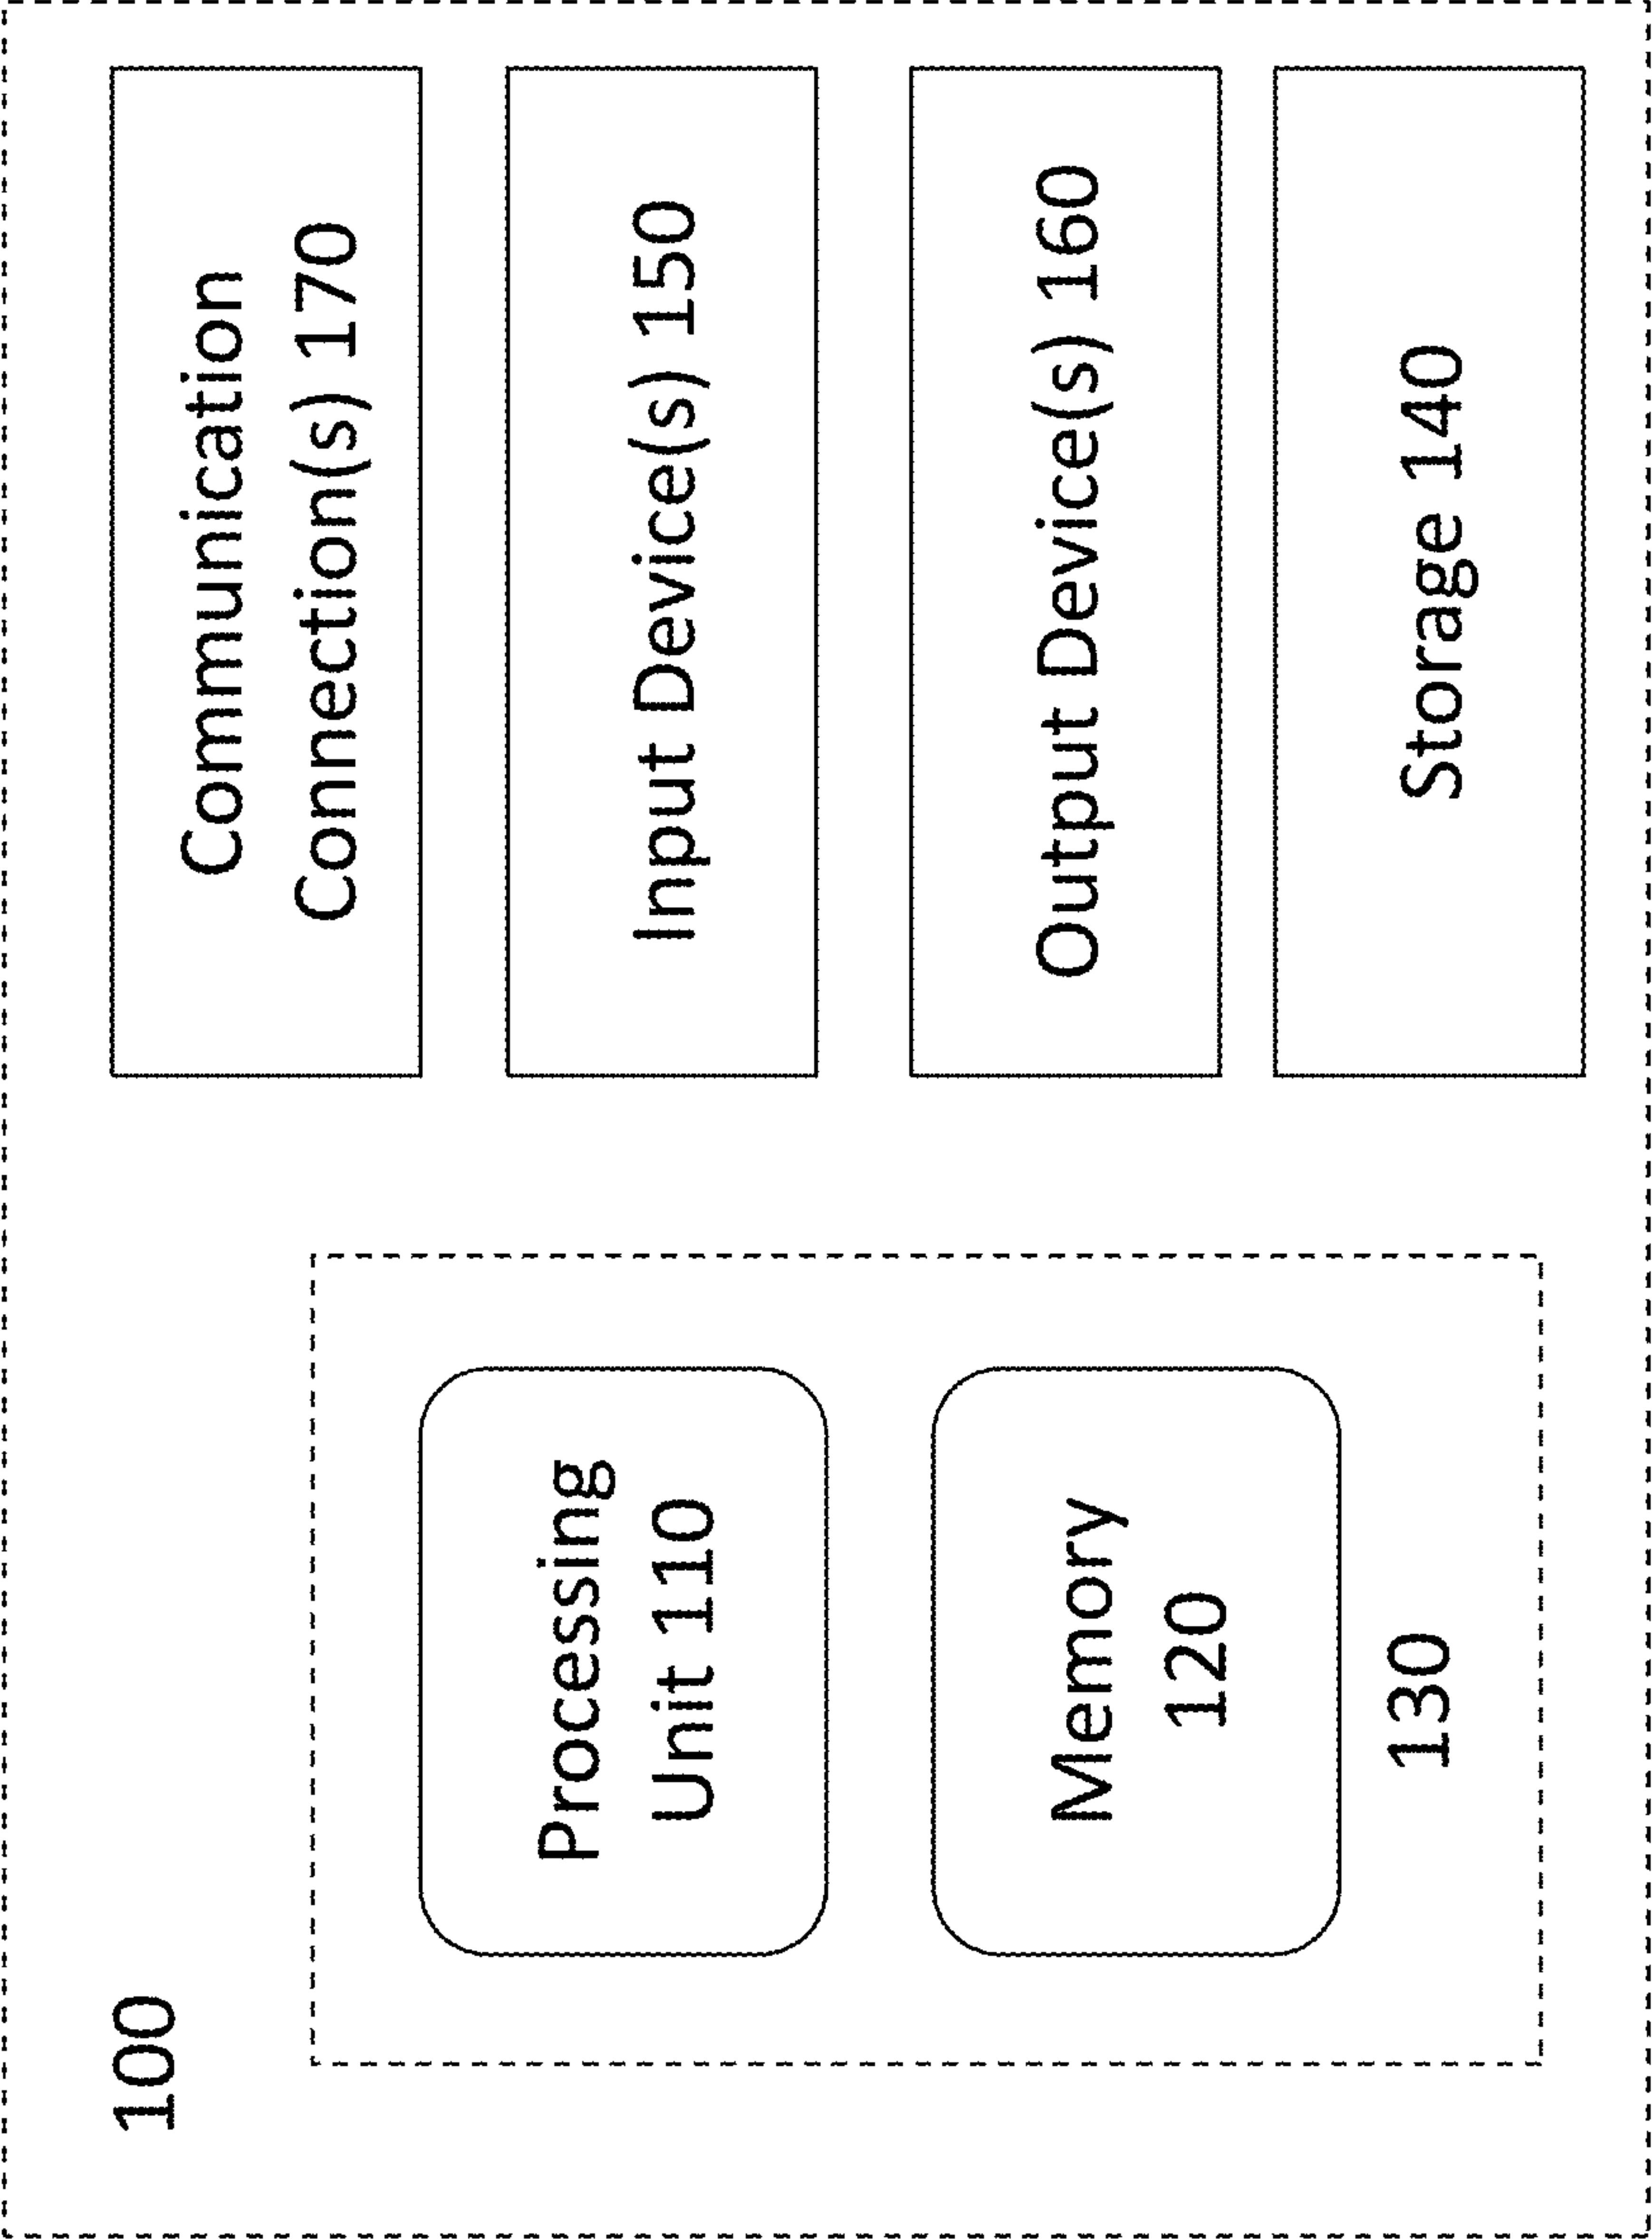 100
Processing
Unit 110
Memory
120
130
Communication
Connection(s) 170
Input Device(s) 150
Output Device(s) 160
Storage 140